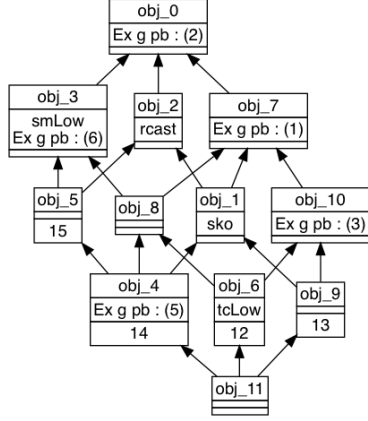 obj_0
Ex g pb : (2)
obj_3
smLow
Ex g pb : (6)
obj_2
rcast
obj_7
Ex g pb : (1)
obj_5
15
obj_8
obj_1
sko
obj_10
Ex g pb : (3)
obj_4
Ex g pb : (5)
14
obj_6
tcLow
12
obj_9
13
obj_11